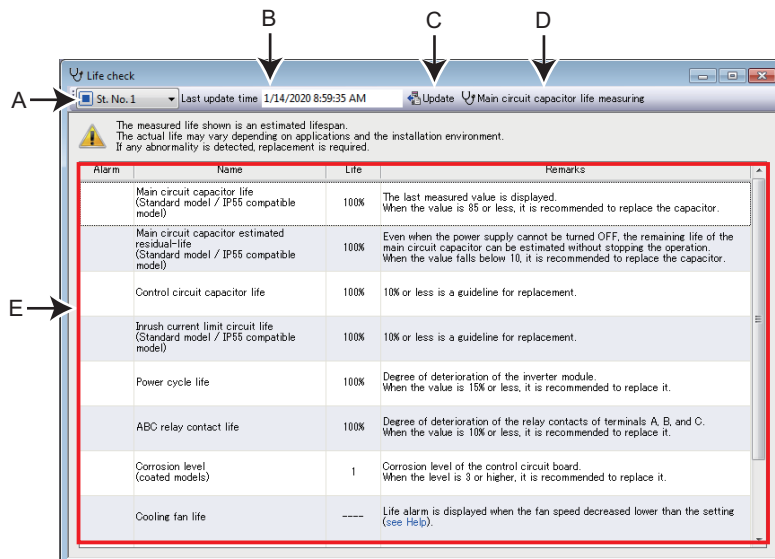 B
C
D
Life check
A
St. No. 1
Last update time 1/14/2020 8:59:35 AM
Update
Main circuit capacitor life measuring
The measured life shown is an estimated lifespan.
The actual life may vary depending on applications and the installation environment.
If any abnormality is detected, replacement is required.
Alarm Name Life Remarks
Main circuit capacitor life
(Standard model / IP55 compatible
model)
100%
The last measured value is displayed.
When the value is 85 or less, it is recommended to replace the capacitor.
Main circuit capacitor estimated
residual-life
(Standard model / IP55 compatible
model)
100%
Even when the power supply cannot be turned OFF, the remaining life of the
main circuit capacitor can be estimated without stopping the operation.
When the value falls below 10, it is recommended to replace the capacitor.
E
Control circuit capacitor life
100%
10% or less is a guideline for replacement.
Inrush current limit circuit life
(Standard model / IP55 compatible
model)
100%
10% or less is a guideline for replacement.
Power cycle life
100%
Degree of deterioration of the inverter module.
When the value is 15% or less, it is recommended to replace it.
ABC relay contact life
100%
Degree of deterioration of the relay contacts of terminals A, B, and C.
When the value is 10% or less, it is recommended to replace it.
Corrosion level
(coated models)
1
Corrosion level of the control circuit board.
When the level is 3 or higher, it is recommended to replace it.
Cooling fan life
----
Life alarm is displayed when the fan speed decreased lower than the setting
(see Help).